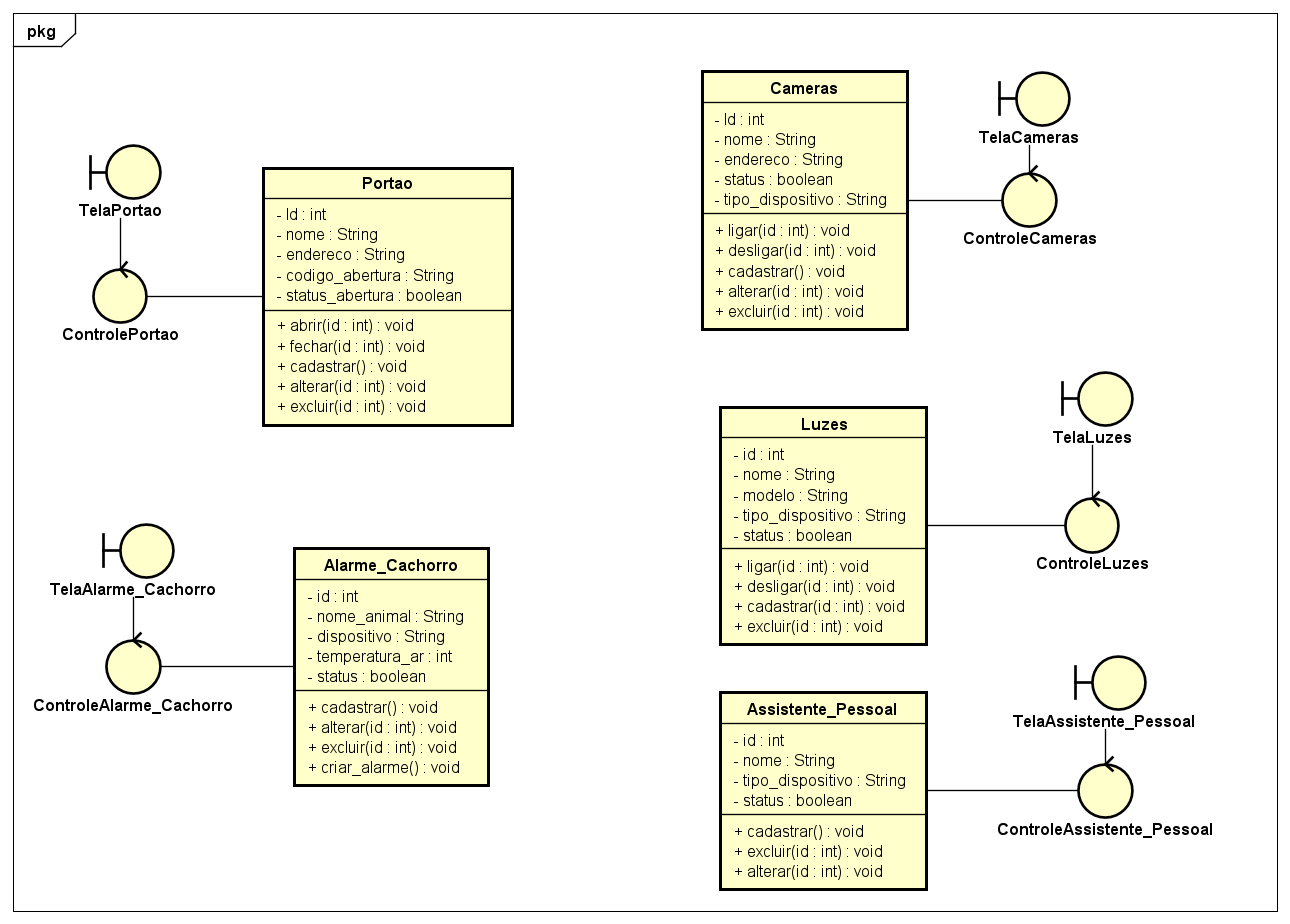 pkg
TelaPortao
ControlePortao
Portao
- Id : int
- nome : String
- endereco : String
- codigo_abertura : String
- status_abertura : boolean
+ abrir(id : int) : void
+ fechar(id : int) : void
+ cadastrar() : void
+ alterar(id : int) : void
+ excluir(id : int) : void
Cameras
- Id : int
- nome : String
- endereco : String
- status : boolean
- tipo_dispositivo : String
+ ligar(id : int) : void
+ desligar(id : int) : void
+ cadastrar() : void
+ alterar(id : int) : void
+ excluir(id : int) : void
TelaCameras
ControleCameras
Luzes
- id : int
- nome : String
- modelo : String
- tipo_dispositivo : String
- status : boolean
+ ligar(id : int) : void
+ desligar(id : int) : void
+ cadastrar(id : int) : void
+ excluir(id : int) : void
TelaLuzes
ControleLuzes
TelaAlarme_Cachorro
ControleAlarme_Cachorro
Alarme_Cachorro
- id : int
- nome_animal : String
- dispositivo : String
- temperatura_ar : int
- status : boolean
+ cadastrar() : void
+ alterar(id : int) : void
+ excluir(id : int) : void
+ criar_alarme() : void
Assistente_Pessoal
- id : int
- nome : String
- tipo_dispositivo : String
- status : boolean
+ cadastrar() : void
+ excluir(id : int) : void
+ alterar(id : int) : void
TelaAssistente_Pessoal
ControleAssistente_Pessoal